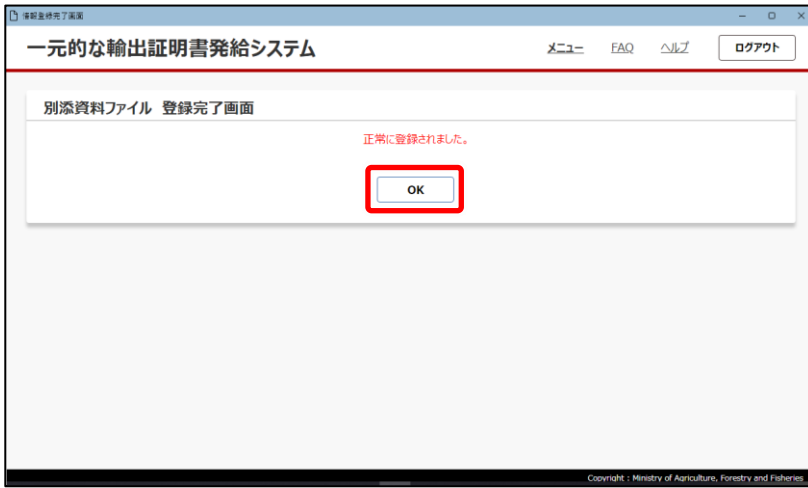 情報登録完了画面
一元的な輸出証明書発給システム
メニュー FAQ ヘルプ ログアウト
別添資料ファイル 登録完了画面
正常に登録されました。
OK
Copyright : Ministry of Agriculture, Forestry and Fisheries